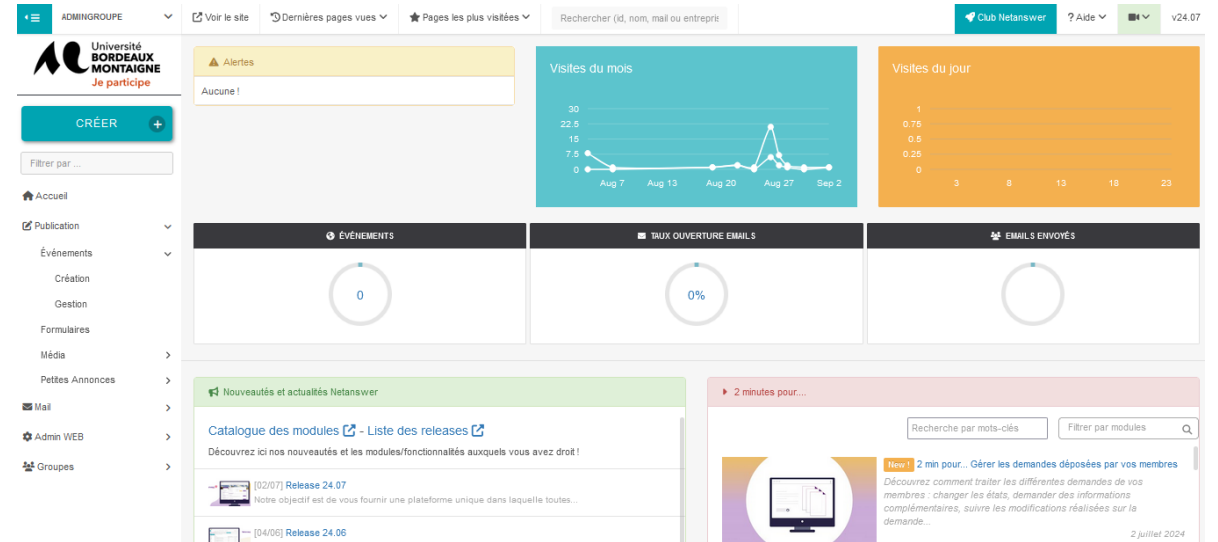 ADMINGROUPE
Voir le site
Dernières pages vues
Pages les plus visitées
Rechercher (id, nom, mail ou entrepris
Club Netanswer
? Aide
v24.07
Université
BORDEAUX
MONTAIGNE
Je participe
CRÉER
Filtrer par ...
Accueil
Publication
Événements
Création
Gestion
Formulaires
Média
Petites Annonces
Mail
Admin WEB
Groupes
Alertes
Aucune !
Visites du mois
30
22.5
15
7.5
0
Aug 7 Aug 13 Aug 20 Aug 27 Sep 2
Visites du jour
1
0.75
0.5
0.25
0
3 8 13 18 23
ÉVÉNEMENTS
0
TAUX OUVERTURE EMAILS
0%
EMAILS ENVOYÉS
Nouveautés et actualités Netanswer
Catalogue des modules - Liste des releases
Découvrez ici nos nouveautés et les modules/fonctionnalités auxquels vous avez droit !
[02/07] Release 24.07
Notre objectif est de vous fournir une plateforme unique dans laquelle toutes...
[04/06] Release 24.06
2 minutes pour....
Recherche par mots-clés
Filtrer par modules
New ! 2 min pour... Gérer les demandes déposées par vos membres
Découvrez comment traiter les différentes demandes de vos
membres : changer les états, demander des informations
complémentaires, suivre les modifications réalisées sur la
demande...
2 juillet 2024